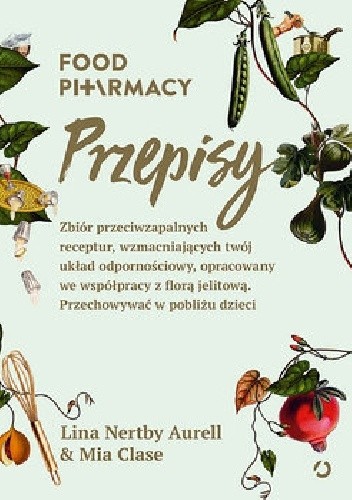 FOOD
PHARMACY
Przepisy
Zbiór przeciwzapalnych
receptur, wzmacniających twój
układ odpornościowy, opracowany
we współpracy z florą jelitową.
Przechowywać w pobliżu dzieci
Lina Nertby Aurell
& Mia Clase